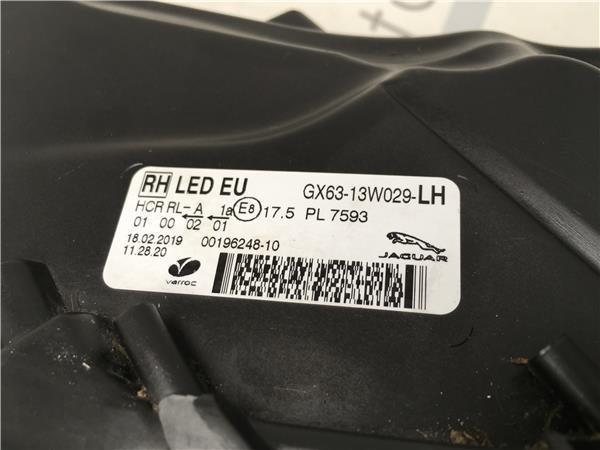 RH LED EU GX63-13W029-LH
HCR RL-A 1a E8 17.5 PL 7593
01 00 02 01
18.02.2019 00196248-10
11.28.20
varroc
JAGUAR